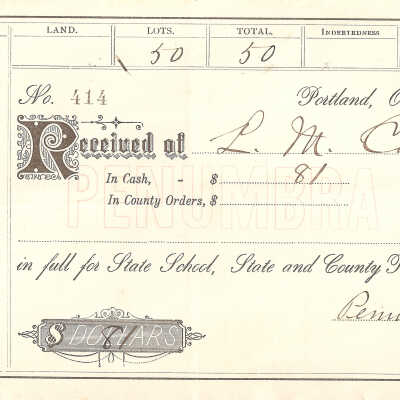 LAND. LOTS. TOTAL. INDEBTEDNESS
50 50
No. 414 Portland, O
Received of L. M. C
In Cash, - $ 81
In County Orders, $
PENUMBRA
in full for State School, State and County
$ DOLLARS 81